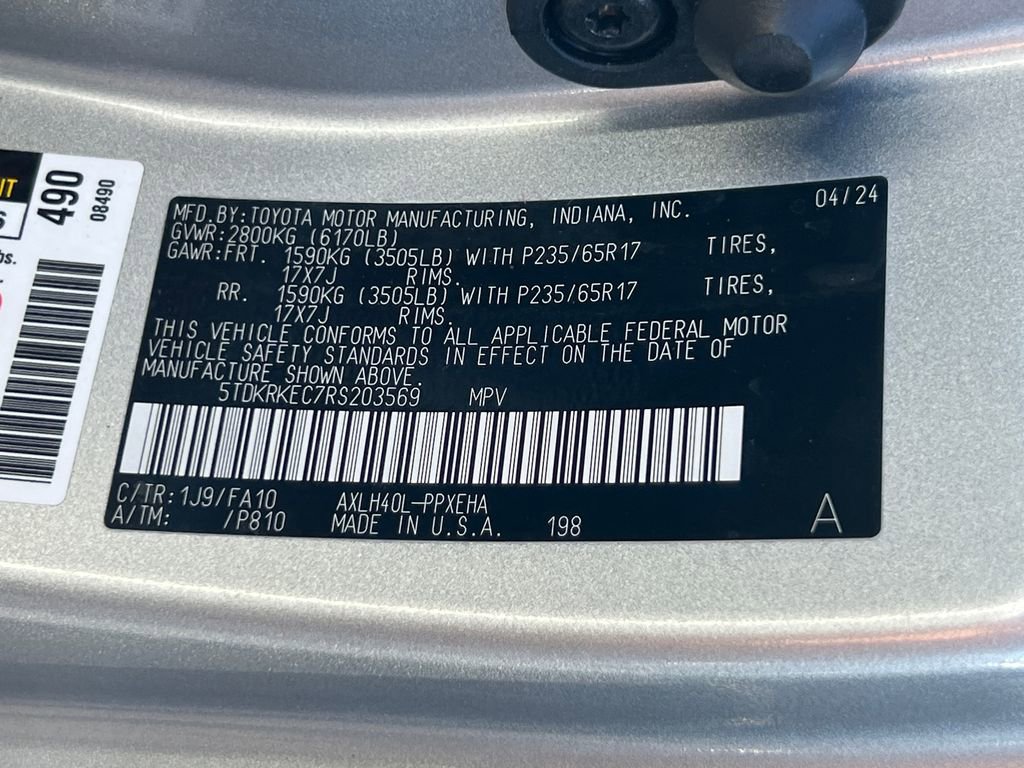 MFD.BY:TOYOTA MOTOR MANUFACTURING, INDIANA, INC. 04/24
GVWR:2800KG (6170LB)
GAWR:FRT. 1590KG (3505LB) WITH P235/65R17 TIRES,
17X7J RIMS.
RR. 1590KG (3505LB) WITH P235/65R17 TIRES,
17X7J RIMS.
THIS VEHICLE CONFORMS TO ALL APPLICABLE FEDERAL MOTOR
VEHICLE SAFETY STANDARDS IN EFFECT ON THE DATE OF
MANUFACTURE SHOWN ABOVE.
5TDKRKEC7RS203569 MPV
C/TR:1J9/FA10 AXLH40L-PPXEHA
A/TM: /P810 MADE IN U.S.A. 198 A
490
08490
lbs.